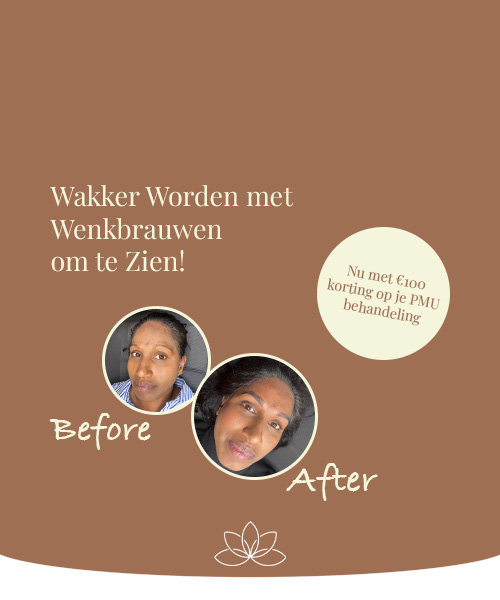 Wakker Worden met
Wenkbrauwen
om te Zien!
Nu met €100
korting op je PMU
behandeling
Before
After